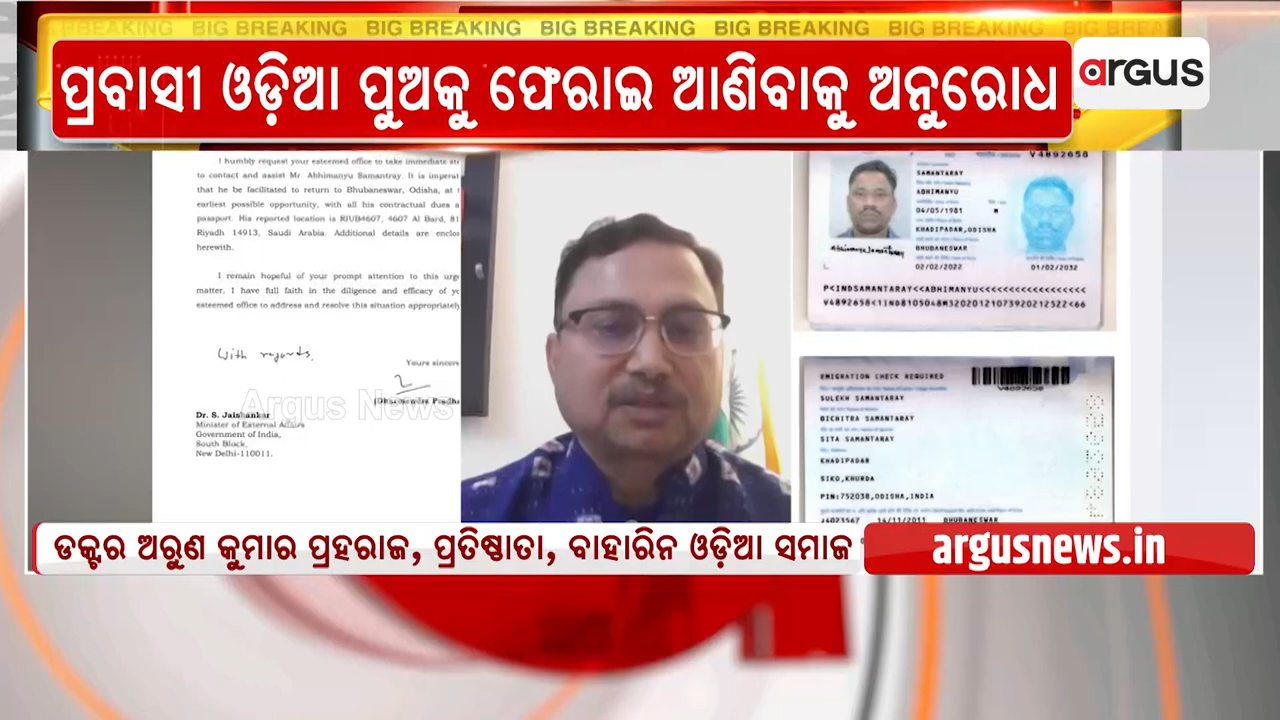 BIG BREAKING BIG BREAKING BIG BREAKING BIG BREAKING BIG BREAKING
ପ୍ରବାସୀ ଓଡ଼ିଆ ପୁଅକୁ ଫେରାଇ ଆଣିବାକୁ ଅନୁରୋଧ
argus
I humbly request your esteemed office to take immediate
to contact and assist Mr. Abhimanyu Samantray. It is
that he be facilitated to return to Bhubaneswar, Odisha, at
earliest possible opportunity, with all his contractual dues
passport. His reported location is RIUB4607, 4607 Al Bard, 81
Riyadh 14913, Saudi Arabia. Additional details are
herewith.
I remain hopeful of your prompt attention to this
matter. I have full faith in the diligence and efficacy of
esteemed office to address and resolve this situation appropriately
With regards,
Yours
Argus News
Dr. S. Jaishankar
Minister of External Affairs
Government of India,
South Block,
New Delhi-110011.
V4892658
SAMANTARAY
ABHIMANYU
04/05/1981 M
KHADIPADAR,ODISHA
BHUBANESWAR
02/02/2022 01/02/2032
P<INDSAMANTARAY<<ABHIMANYU<<<<<<<<<<<<<<<<<<
V4892658<1IND8105048M3202012107392021252​2<66
EMIGRATION CHECK REQUIRED
V4892658
SULEKH SAMANTARAY
BICHITRA SAMANTARAY
SITA SAMANTARAY
KHADIPADAR
SIKO,KHURDA
PIN:752038,ODISHA,INDIA
J4023567 14/11/2011 BHUBANESWAR
ଡକ୍ଟର ଅରୁଣ କୁମାର ପ୍ରହରାଜ, ପ୍ରତିଷ୍ଠାତା, ବାହାରିନ ଓଡ଼ିଆ ସମାଜ
argusnews.in